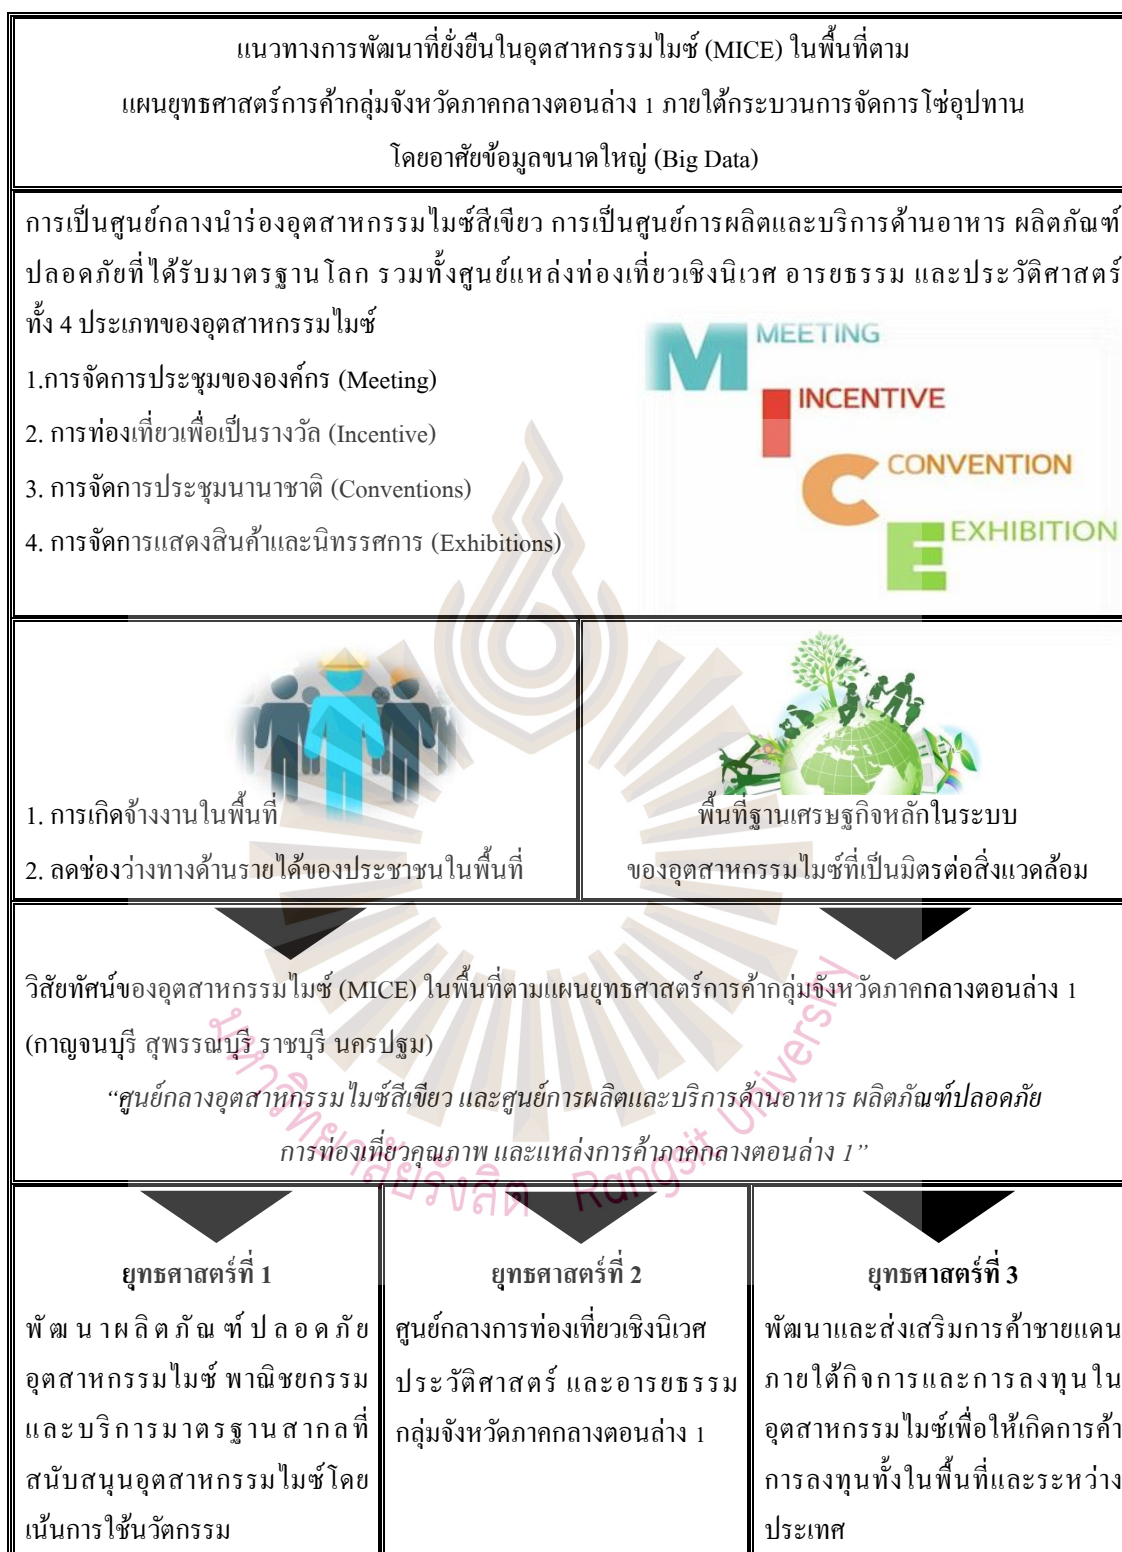 แนวทางการพัฒนาที่ยั่งยืนในอุตสาหกรรมไมซ์ (MICE) ในพื้นที่ตาม
แผนยุทธศาสตร์การค้ากลุ่มจังหวัดภาคกลางตอนล่าง 1 ภายใต้กระบวนการจัดการโซ่อุปทาน
โดยอาศัยข้อมูลขนาดใหญ่ (Big Data)
การเป็นศูนย์กลางนำร่องอุตสาหกรรมไมซ์สีเขียว การเป็นศูนย์การผลิตและบริการด้านอาหาร ผลิตภัณฑ์
ปลอดภัยที่ได้รับมาตรฐานโลก รวมทั้งศูนย์แหล่งท่องเที่ยวเชิงนิเวศ อารยธรรม และประวัติศาสตร์
ทั้ง 4 ประเภทของอุตสาหกรรมไมซ์
1.การจัดการประชุมขององค์กร (Meeting)
2. การท่องเที่ยวเพื่อเป็นรางวัล (Incentive)
3. การจัดการประชุมนานาชาติ (Conventions)
4. การจัดการแสดงสินค้าและนิทรรศการ (Exhibitions)
M MEETING
I INCENTIVE
C CONVENTION
E EXHIBITION
1. การเกิดจ้างงานในพื้นที่
2. ลดช่องว่างทางด้านรายได้ของประชาชนในพื้นที่
พื้นที่ฐานเศรษฐกิจหลักในระบบ
ของอุตสาหกรรมไมซ์ที่เป็นมิตรต่อสิ่งแวดล้อม
วิสัยทัศน์ของอุตสาหกรรมไมซ์ (MICE) ในพื้นที่ตามแผนยุทธศาสตร์การค้ากลุ่มจังหวัดภาคกลางตอนล่าง 1
(กาญจนบุรี สุพรรณบุรี ราชบุรี นครปฐม)
“ศูนย์กลางอุตสาหกรรมไมซ์สีเขียว และศูนย์การผลิตและบริการด้านอาหาร ผลิตภัณฑ์ปลอดภัย
การท่องเที่ยวคุณภาพ และแหล่งการค้าภาคกลางตอนล่าง 1”
มหาวิทยาลัยรังสิต Rangsit University
ยุทธศาสตร์ที่ 1
พัฒนาผลิตภัณฑ์ปลอดภัย
อุตสาหกรรมไมซ์ พาณิชยกรรม
และบริการมาตรฐานสากลที่
สนับสนุนอุตสาหกรรมไมซ์โดย
เน้นการใช้นวัตกรรม
ยุทธศาสตร์ที่ 2
ศูนย์กลางการท่องเที่ยวเชิงนิเวศ
ประวัติศาสตร์ และอารยธรรม
กลุ่มจังหวัดภาคกลางตอนล่าง 1
ยุทธศาสตร์ที่ 3
พัฒนาและส่งเสริมการค้าชายแดน
ภายใต้กิจการและการลงทุนใน
อุตสาหกรรมไมซ์เพื่อให้เกิดการค้า
การลงทุนทั้งในพื้นที่และระหว่าง
ประเทศ